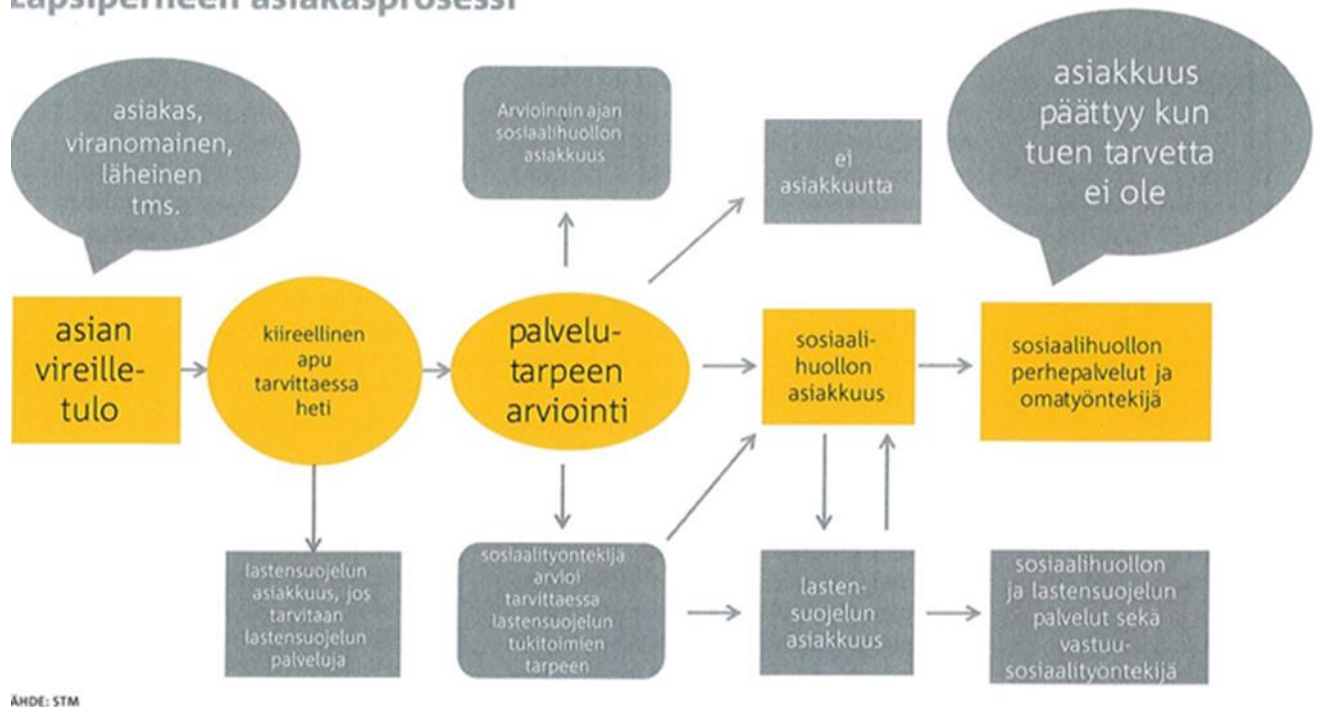 Lapsiperheen asiakasprosessi
asiakas,
viranomainen,
läheinen
tms.
Arvioinnin ajan
sosiaalihuollon
asiakkuus
ei
asiakkuutta
asiakkuus
päättyy kun
tuen tarvetta
ei ole
asian
vireille-
tulo
kiireellinen
apu
tarvittaessa
heti
palvelu-
tarpeen
arviointi
sosiaali-
huollon
asiakkuus
sosiaalihuollon
perhepalvelut ja
omatyöntekijä
lastensuojelun
asiakkuus, jos
tarvitaan
lastensuojelun
palveluja
sosiaalityöntekijä
arvioi
tarvittaessa
lastensuojelun
tukitoimien
tarpeen
lasten-
suojelun
asiakkuus
sosiaalihuollon
ja lastensuojelun
palvelut sekä
vastuu-
sosiaalityöntekijä
ÄHDE: STM